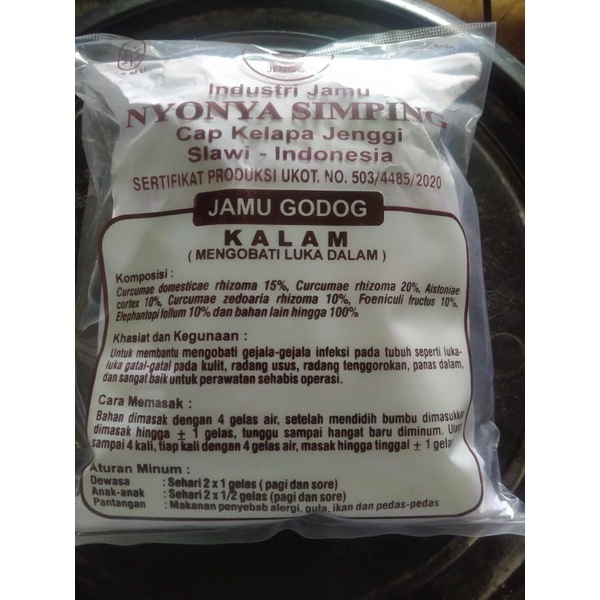 JENGGI
Industri Jamu
NYONYA SIMPING
Cap Kelapa Jenggi
Slawi - Indonesia
SERTIFIKAT PRODUKSI UKOT. NO. 503/4485/2020
JAMU GODOG
KALAM
( MENGOBATI LUKA DALAM )
Komposisi :
Curcumae domesticae rhizoma 15%, Curcumae rhizoma 20%, Alstoniae
cortex 10%, Curcumae zedoaria rhizoma 10%, Foeniculi fructus 10%,
Elephantopi follum 10% dan bahan lain hingga 100%
Khasiat dan Kegunaan :
Untuk membantu mengobati gejala-gejala infeksi pada tubuh seperti luka-
luka gatal-gatal pada kulit, radang usus, radang tenggorokan, panas dalam,
dan sangat baik untuk perawatan sehabis operasi.
Cara Memasak :
Bahan dimasak dengan 4 gelas air, setelah mendidih bumbu dimasukkan
dimasak hingga ± 1 gelas, tunggu sampai hangat baru diminum.
sampai 4 kali, tiap kali dengan 4 gelas air, masak hingga tinggal ± 1 gelas
Aturan Minum :
Dewasa : Sehari 2 x 1 gelas ( pagi dan sore)
Anak-anak : Sehari 2 x 1/2 gelas (pagi dan sore)
Pantangan : Makanan penyebab alergi, gula, ikan dan pedas-pedas